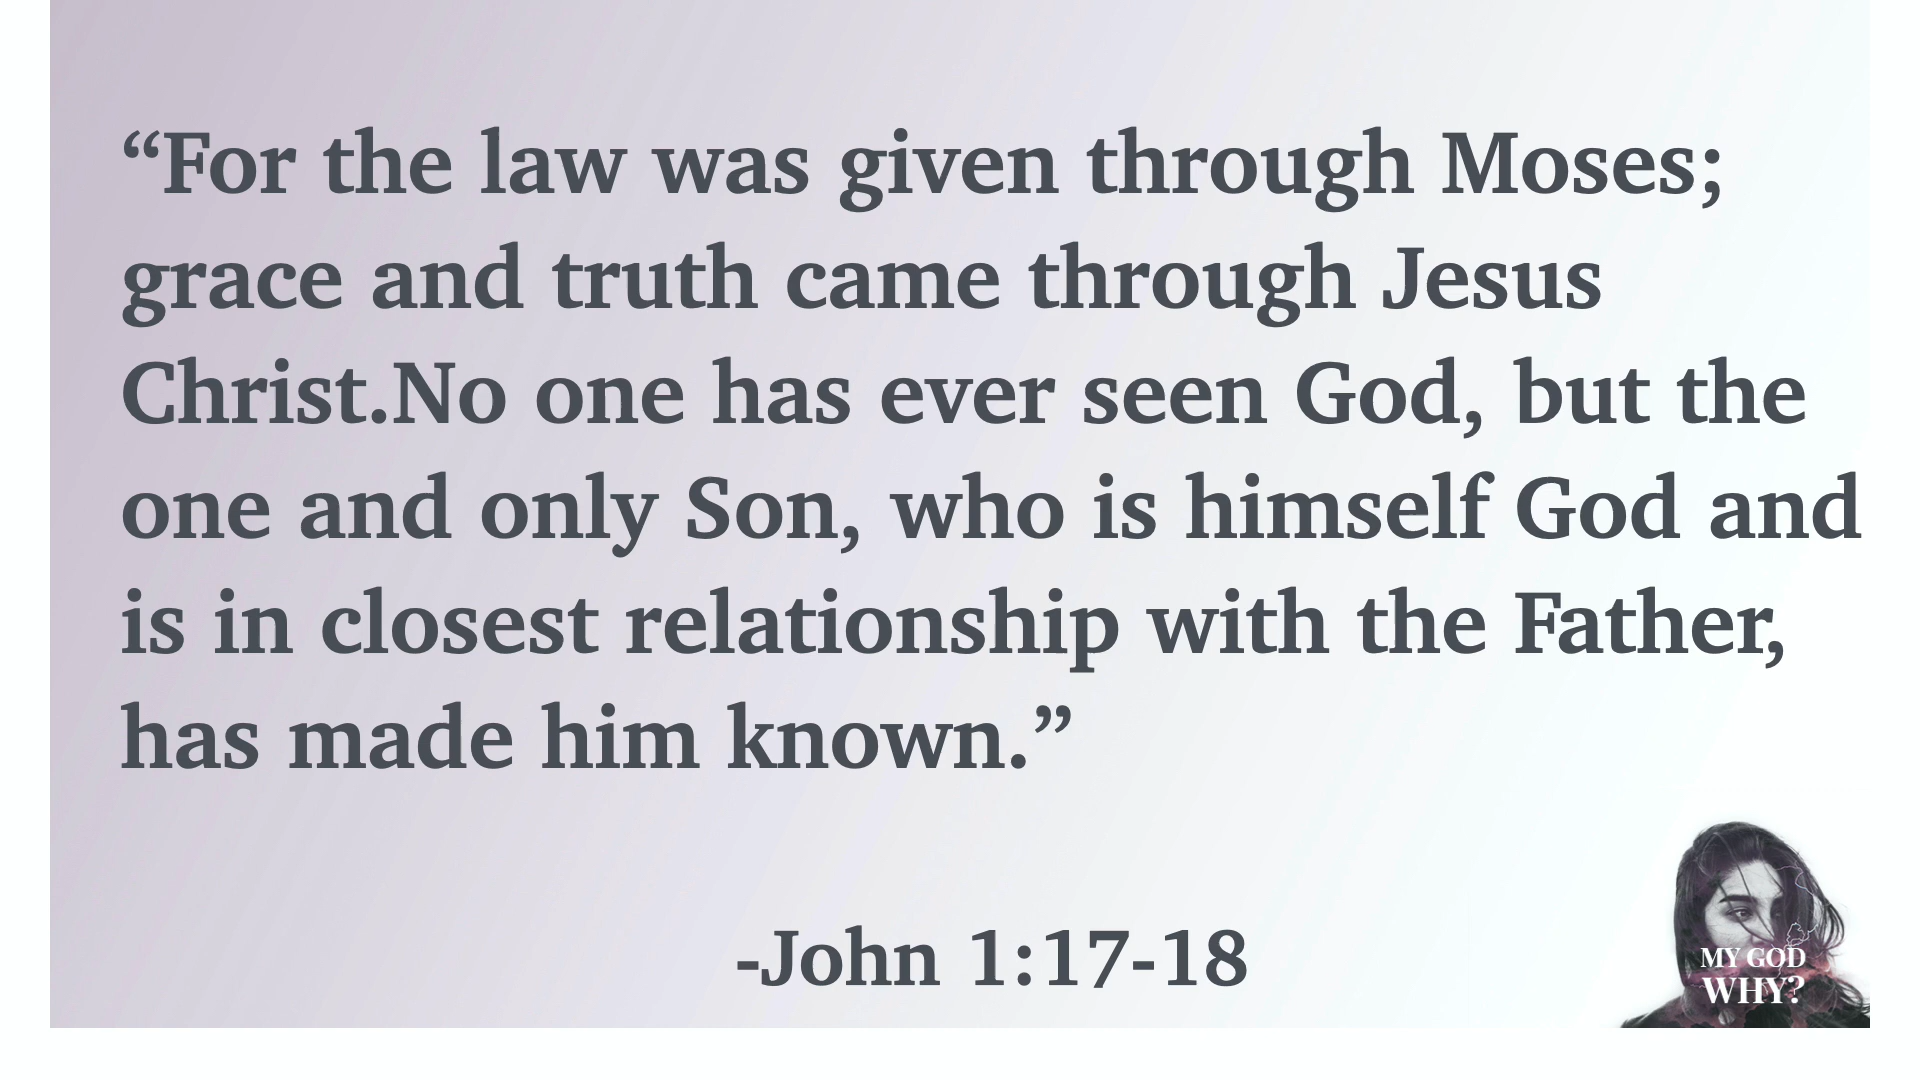 “For the law was given through Moses;
grace and truth came through Jesus
Christ.No one has ever seen God, but the
one and only Son, who is himself God and
is in closest relationship with the Father,
has made him known.”
-John 1:17-18
MY GOD
WHY?